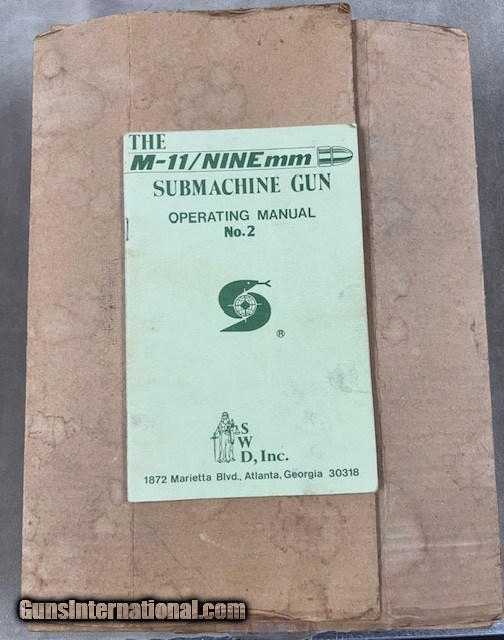 THE
M-11/NINEmm
SUBMACHINE GUN
OPERATING MANUAL
No.2
®
S
W
D, Inc.
1872 Marietta Blvd., Atlanta, Georgia 30318
GunsInternational.com